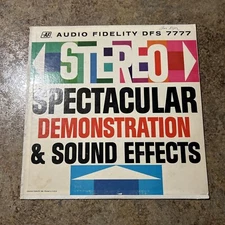 AUDIO FIDELITY DFS 7777
STEREO
SPECTACULAR
DEMONSTRATION
& SOUND EFFECTS